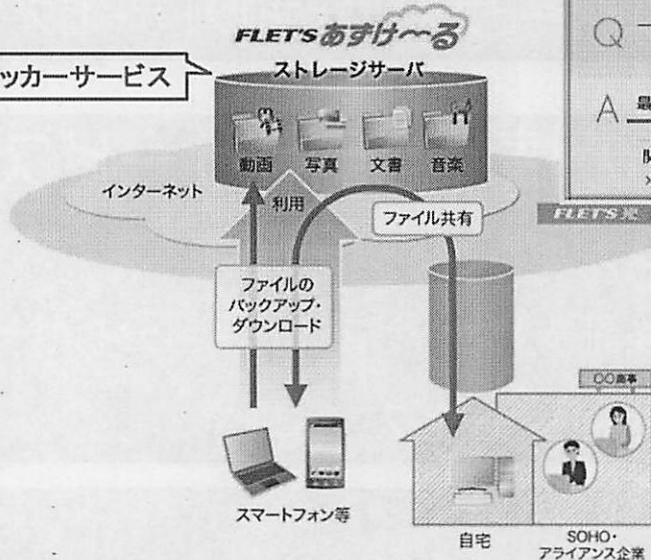 FLET'S あずけ～る
ッカーサービス
ストレージサーバ
動画
写真
文書
音楽
インターネット
利用
ファイル共有
ファイルの
バックアップ・
ダウンロード
スマートフォン等
自宅
SOHO・
アライアンス企業
〇〇商事
Q
A 最
FLET'S 光